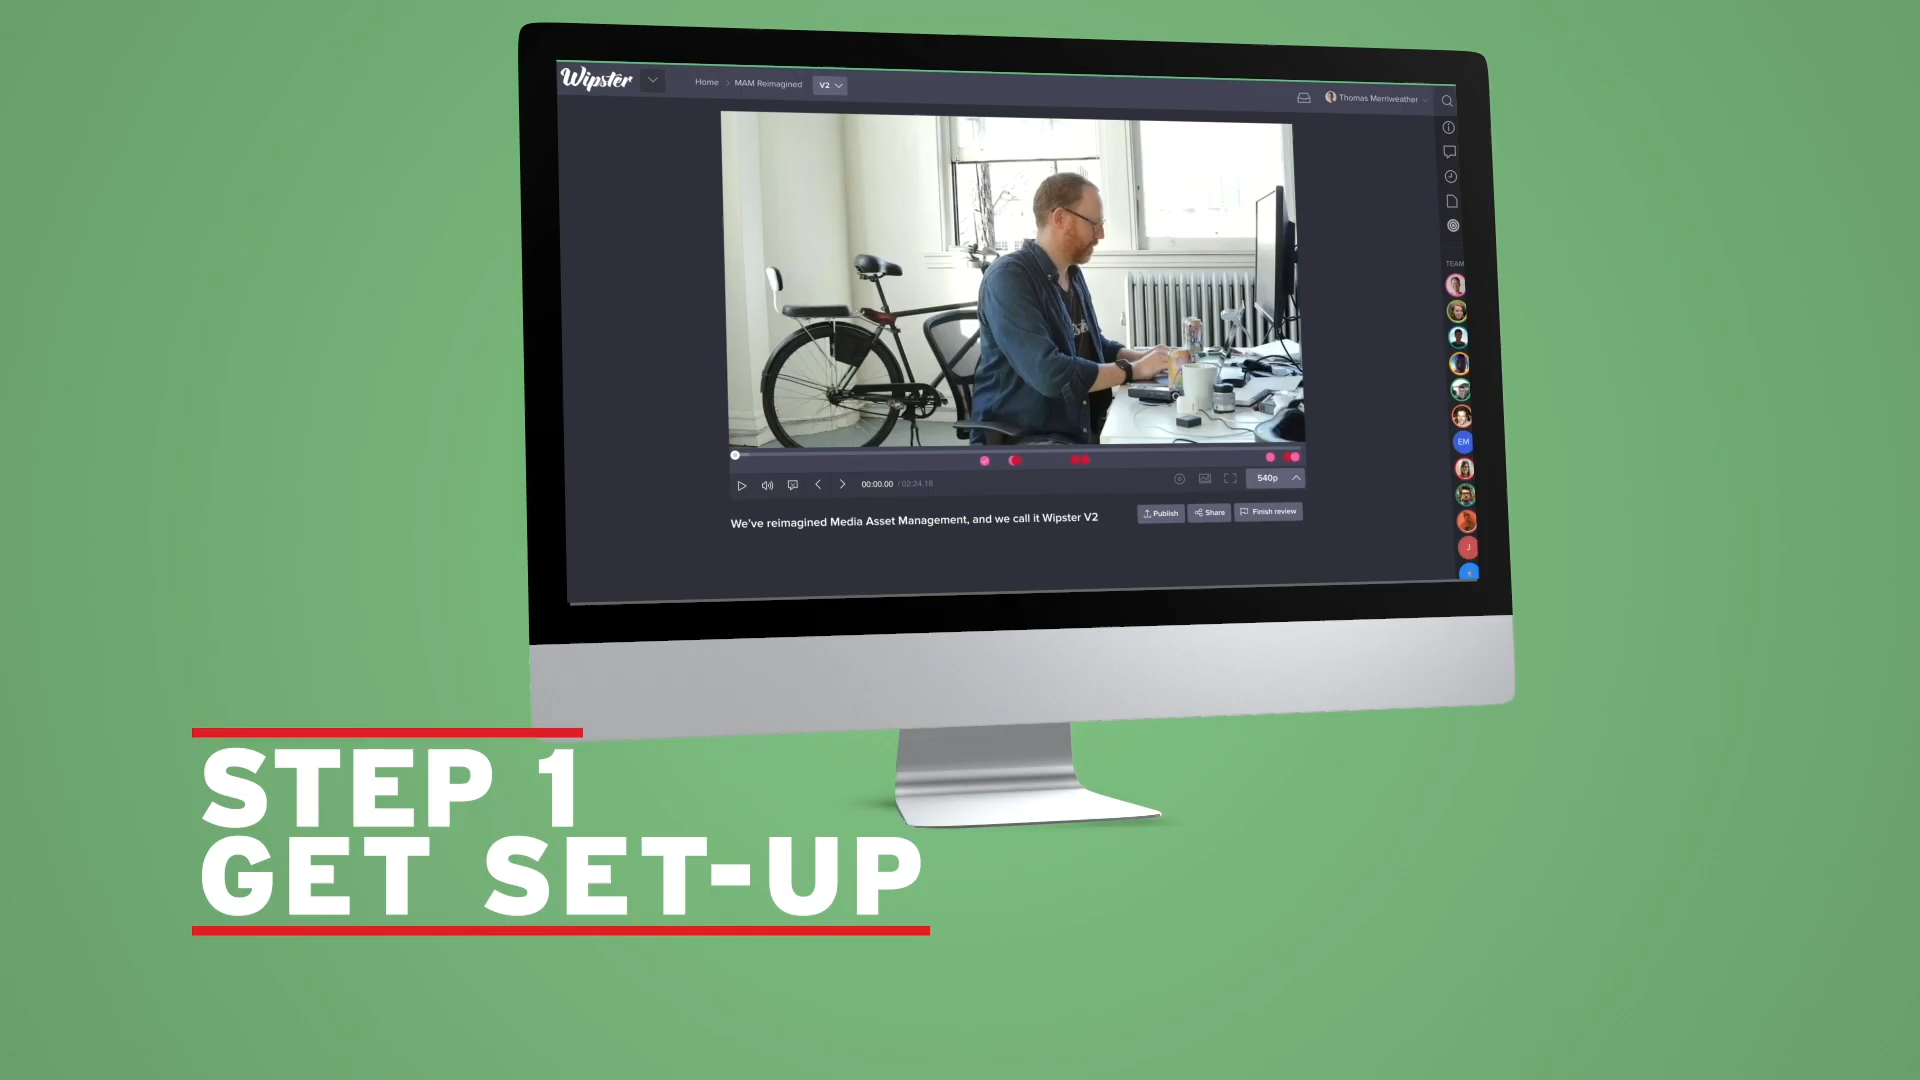 Wipster
Home > MAM Reimagined V2
Thomas Merriweather
TEAM
EM
J
00:00.00 / 02:24.18
540p
We've reimagined Media Asset Management, and we call it Wipster V2
Publish Share Finish review
STEP 1
GET SET-UP